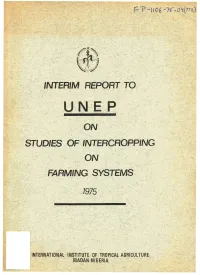 INTERIM REPORT TO
UNEP
ON
STUDIES OF INTERCROPPING
ON
FARMING SYSTEMS
1975
INTERNATIONAL INSTITUTE OF TROPICAL AGRICULTURE
IBADAN NIGERIA